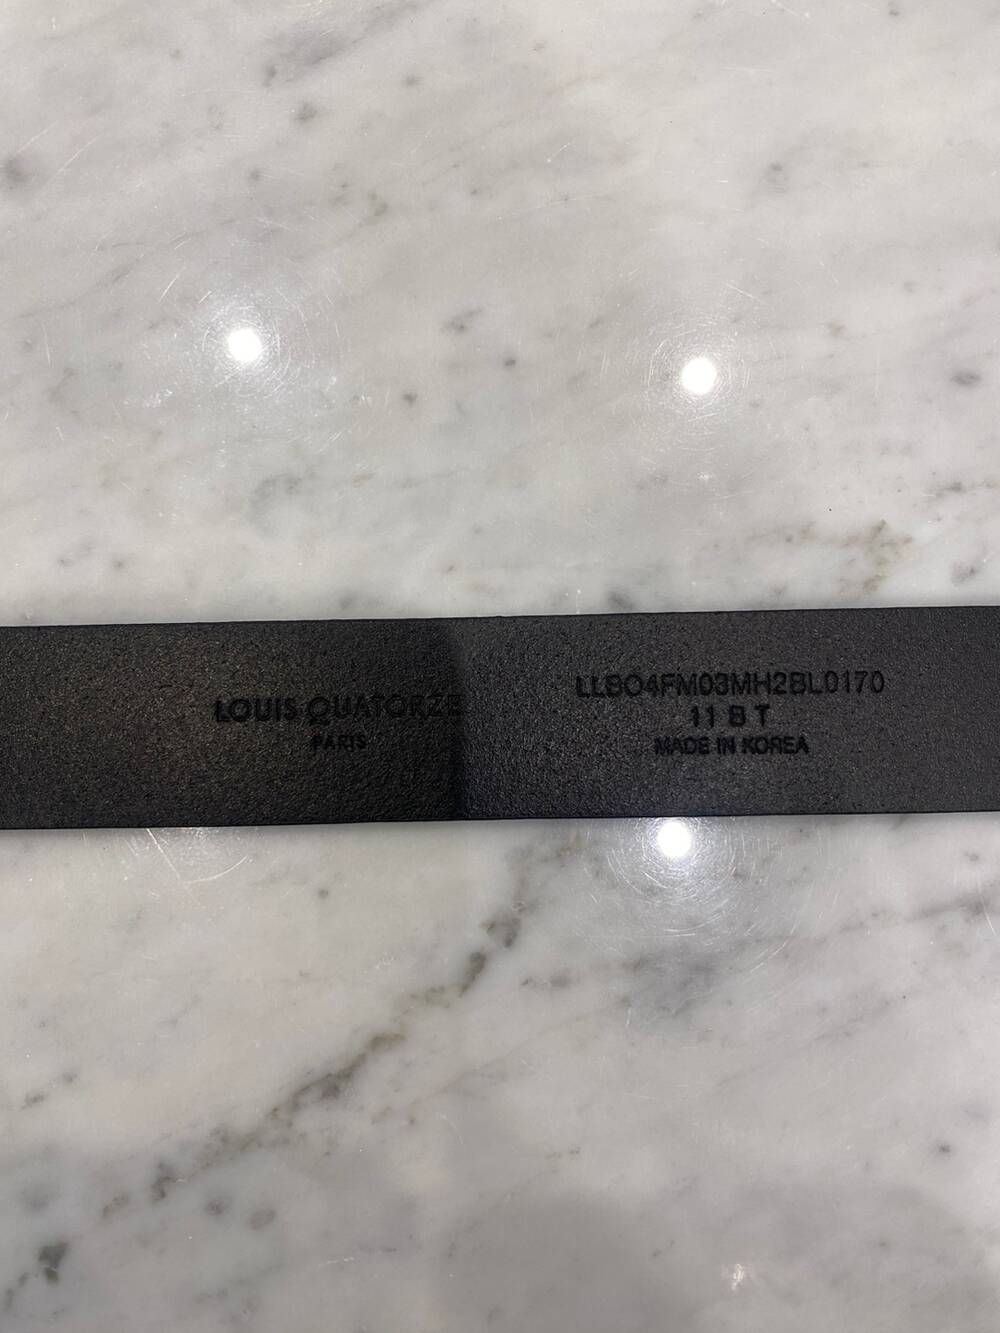 LOUIS QUATORZE
PARIS
LLBO4FM03MH2BL0170
11 B T
MADE IN KOREA